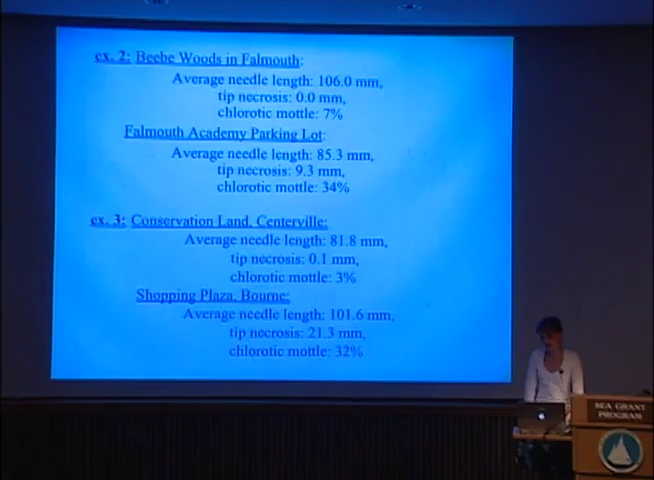 ex. 2: Beebe Woods in Falmouth:
Average needle length: 106.0 mm,
tip necrosis: 0.0 mm,
chlorotic mottle: 7%
Falmouth Academy Parking Lot:
Average needle length: 85.3 mm,
tip necrosis: 9.3 mm,
chlorotic mottle: 34%
ex. 3: Conservation Land, Centerville:
Average needle length: 81.8 mm,
tip necrosis: 0.1 mm,
chlorotic mottle: 3%
Shopping Plaza, Bourne:
Average needle length: 101.6 mm,
tip necrosis: 21.3 mm,
chlorotic mottle: 32%
SEA GRANT
PROGRAM